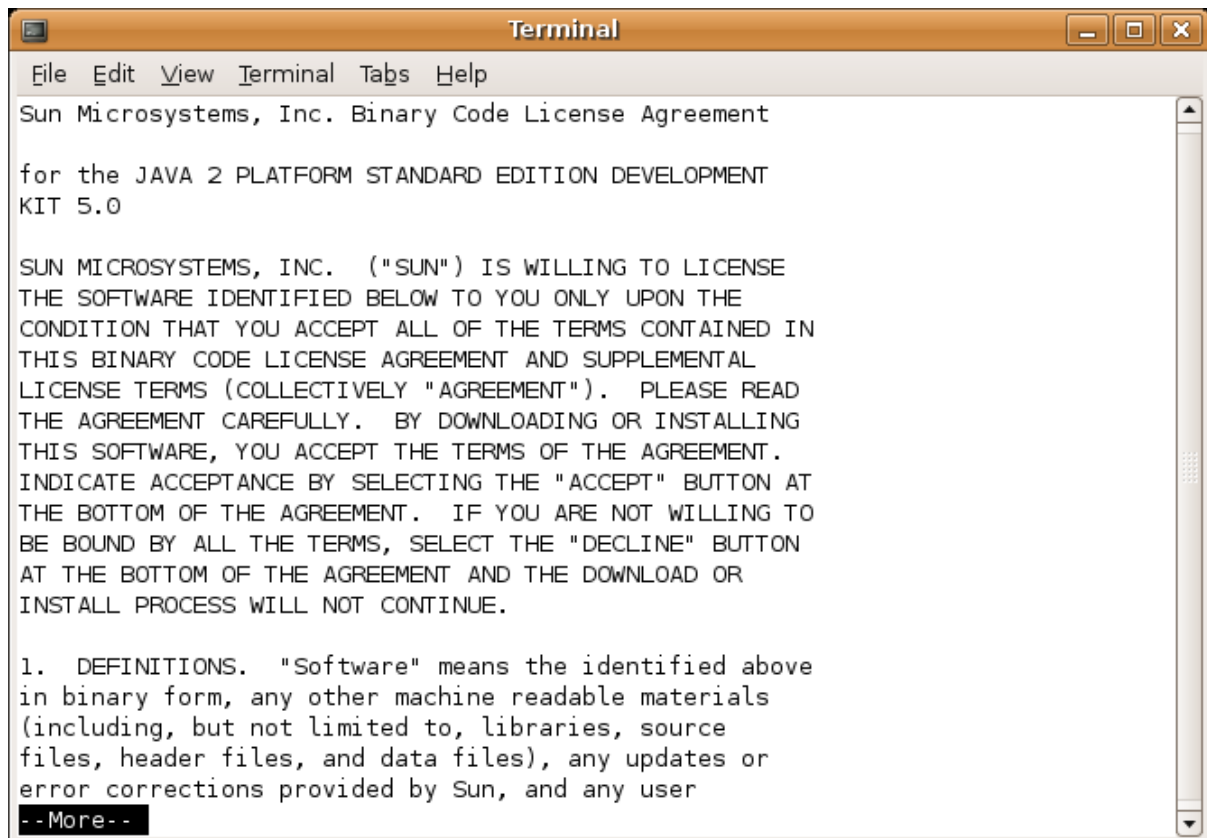 Terminal
File Edit View Terminal Tabs Help
Sun Microsystems, Inc. Binary Code License Agreement
for the JAVA 2 PLATFORM STANDARD EDITION DEVELOPMENT
KIT 5.0
SUN MICROSYSTEMS, INC.  ("SUN") IS WILLING TO LICENSE
THE SOFTWARE IDENTIFIED BELOW TO YOU ONLY UPON THE
CONDITION THAT YOU ACCEPT ALL OF THE TERMS CONTAINED IN
THIS BINARY CODE LICENSE AGREEMENT AND SUPPLEMENTAL
LICENSE TERMS (COLLECTIVELY "AGREEMENT").  PLEASE READ
THE AGREEMENT CAREFULLY.  BY DOWNLOADING OR INSTALLING
THIS SOFTWARE, YOU ACCEPT THE TERMS OF THE AGREEMENT.
INDICATE ACCEPTANCE BY SELECTING THE "ACCEPT" BUTTON AT
THE BOTTOM OF THE AGREEMENT.  IF YOU ARE NOT WILLING TO
BE BOUND BY ALL THE TERMS, SELECT THE "DECLINE" BUTTON
AT THE BOTTOM OF THE AGREEMENT AND THE DOWNLOAD OR
INSTALL PROCESS WILL NOT CONTINUE.
1.  DEFINITIONS.  "Software" means the identified above
in binary form, any other machine readable materials
(including, but not limited to, libraries, source
files, header files, and data files), any updates or
error corrections provided by Sun, and any user
--More--